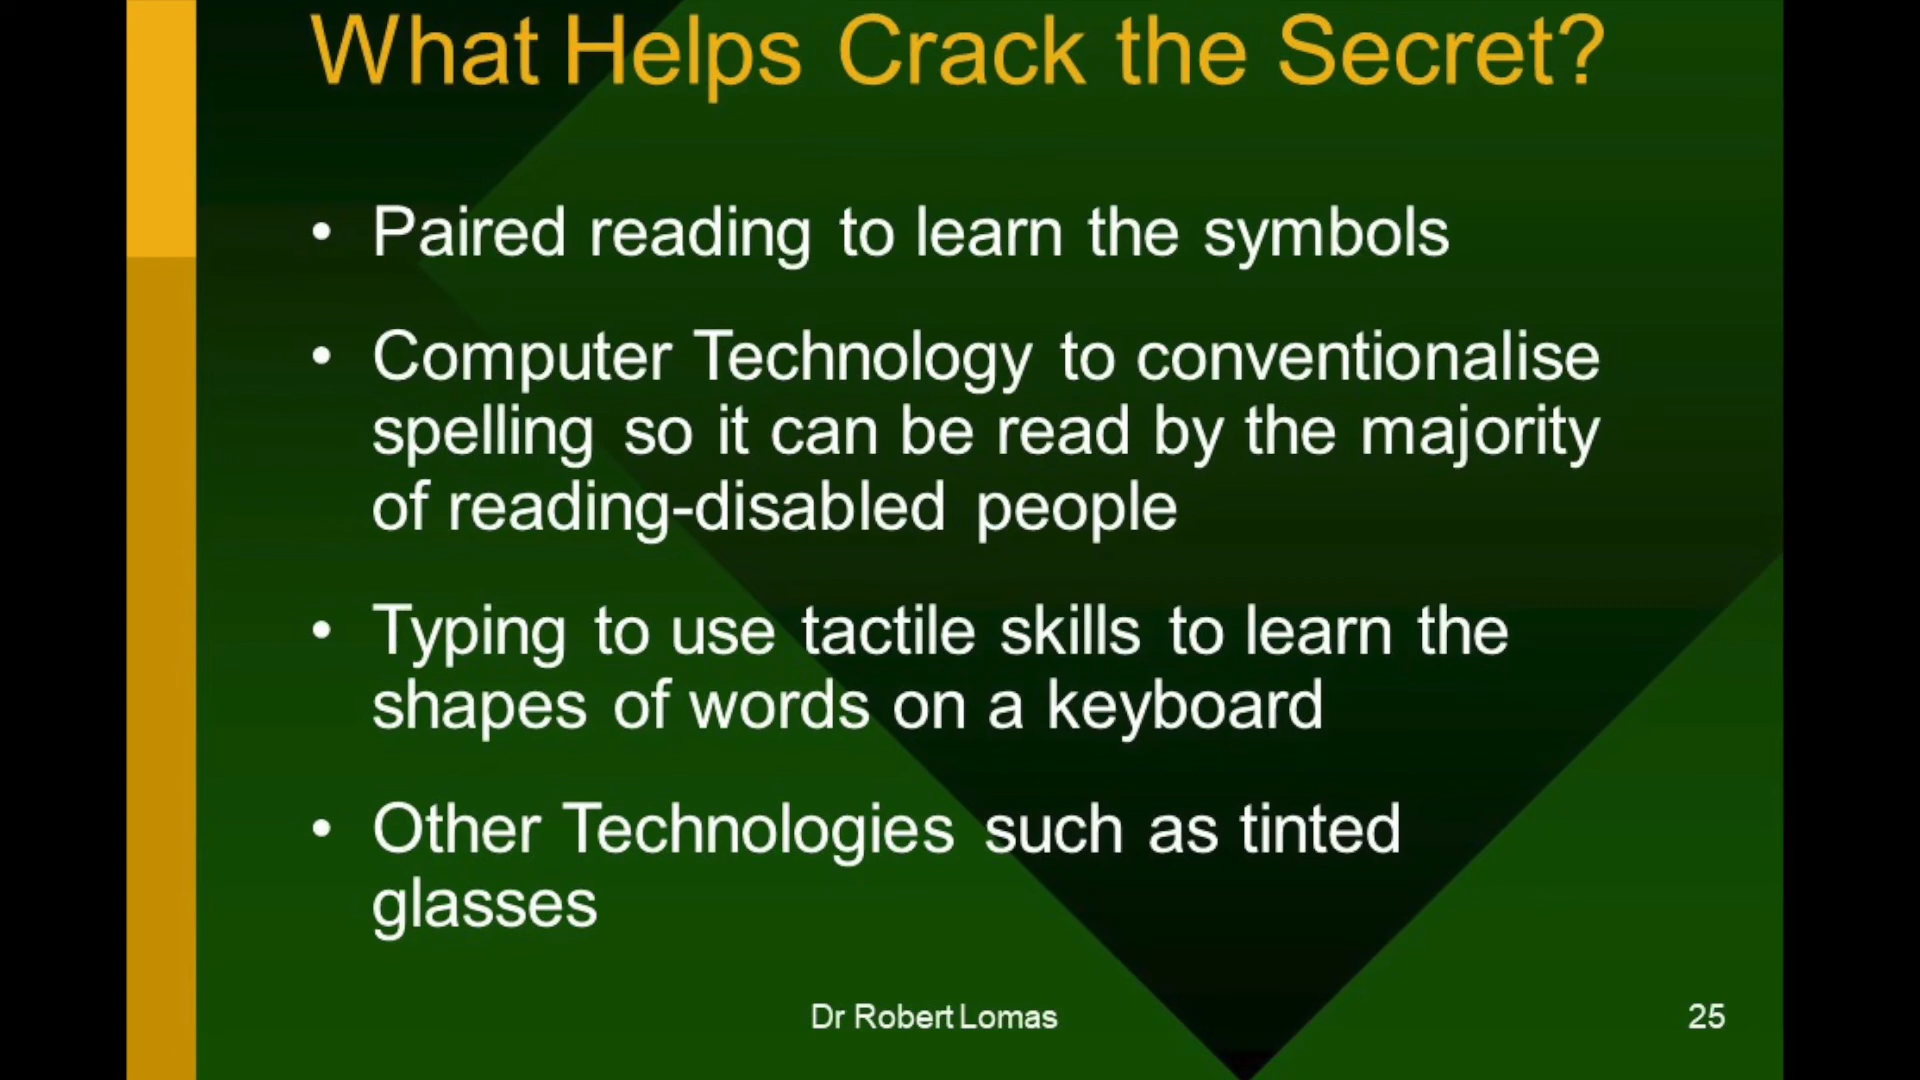 What Helps Crack the Secret?
• Paired reading to learn the symbols
• Computer Technology to conventionalise
spelling so it can be read by the majority
of reading-disabled people
• Typing to use tactile skills to learn the
shapes of words on a keyboard
• Other Technologies such as tinted
glasses
Dr Robert Lomas
25